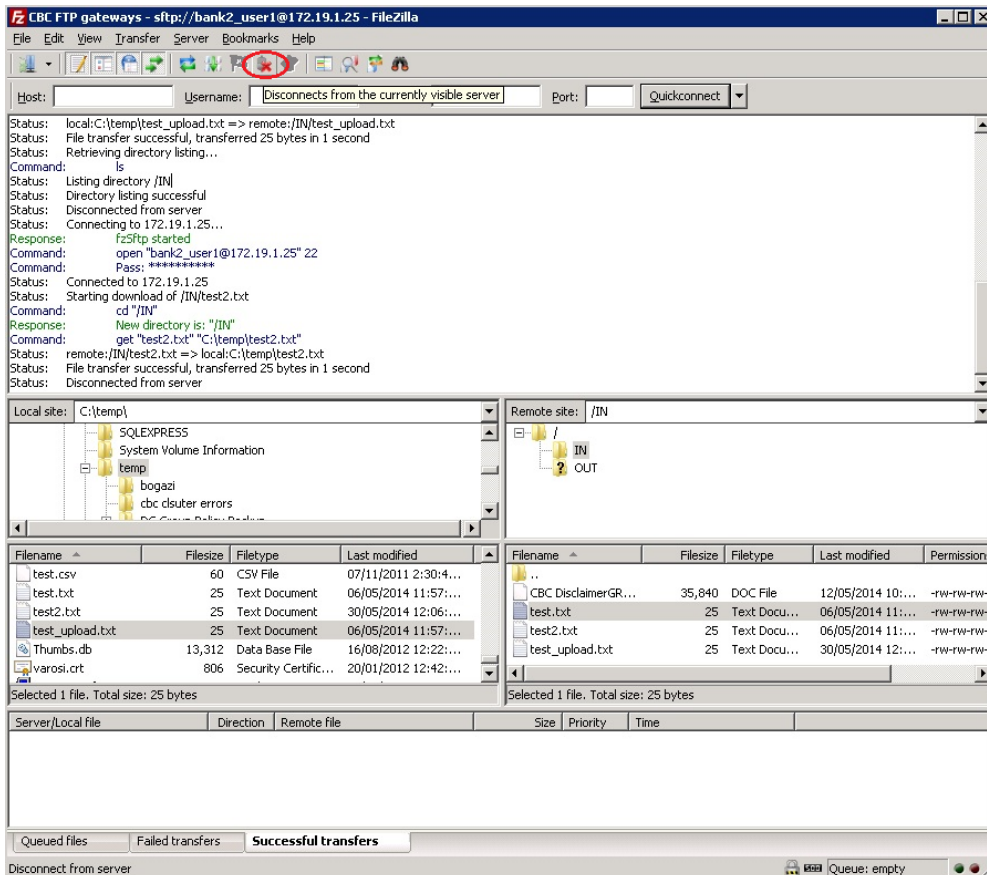 CBC FTP gateways - sftp://bank2_user1@172.19.1.25 - FileZilla
File Edit View Transfer Server Bookmarks Help
Host: Username: Port: Quickconnect
Disconnects from the currently visible server
Status: local:C:\temp\test_upload.txt => remote:/IN/test_upload.txt
Status: File transfer successful, transferred 25 bytes in 1 second
Status: Retrieving directory listing...
Command: ls
Status: Listing directory /IN
Status: Directory listing successful
Status: Disconnected from server
Status: Connecting to 172.19.1.25...
Response: fzSftp started
Command: open "bank2_user1@172.19.1.25" 22
Command: Pass: **********
Status: Connected to 172.19.1.25
Status: Starting download of /IN/test2.txt
Command: cd "/IN"
Response: New directory is: "/IN"
Command: get "test2.txt" "C:\temp\test2.txt"
Status: remote:/IN/test2.txt => local:C:\temp\test2.txt
Status: File transfer successful, transferred 25 bytes in 1 second
Status: Disconnected from server
Local site: C:\temp\
SQLEXPRESS
System Volume Information
temp
bogazi
cbc clsuter errors
Remote site: /IN
/
IN
? OUT
Filename Filesize Filetype Last modified
test.csv 60 CSV File 07/11/2011 2:30:4...
test.txt 25 Text Document 06/05/2014 11:57:...
test2.txt 25 Text Document 30/05/2014 12:06:...
test_upload.txt 25 Text Document 06/05/2014 11:57:...
Thumbs.db 13,312 Data Base File 16/08/2012 12:22:...
varosi.crt 806 Security Certific... 20/01/2012 12:42:...
Selected 1 file. Total size: 25 bytes
Filename Filesize Filetype Last modified Permission
..
CBC DisclaimerGR... 35,840 DOC File 12/05/2014 10:... -rw-rw-rw-
test.txt 25 Text Docu... 06/05/2014 11:... -rw-rw-rw-
test2.txt 25 Text Docu... 06/05/2014 11:... -rw-rw-rw-
test_upload.txt 25 Text Docu... 30/05/2014 12:... -rw-rw-rw-
Selected 1 file. Total size: 25 bytes
Server/Local file Direction Remote file Size Priority Time
Queued files Failed transfers Successful transfers
Disconnect from server Queue: empty